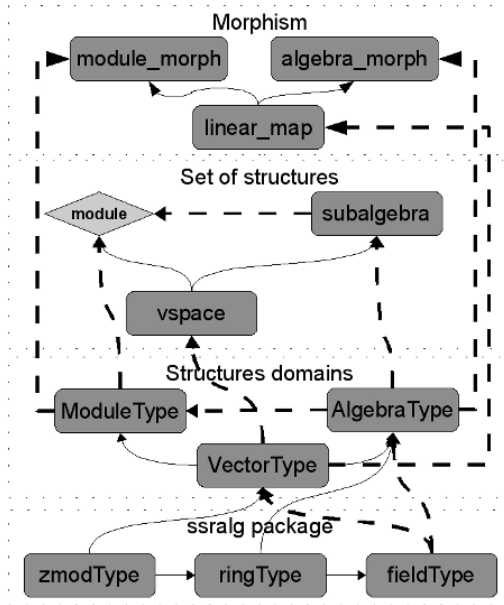 Morphism
module_morph
algebra_morph
linear_map
Set of structures
module
subalgebra
vspace
Structures domains
ModuleType
AlgebraType
VectorType
ssralg package
zmodType
ringType
fieldType